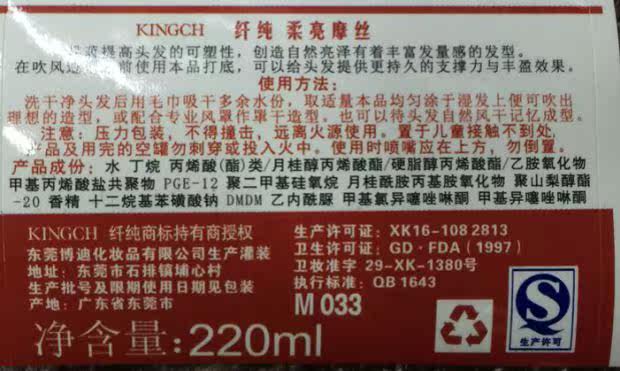 KINGCH 纤纯 柔亮摩丝
提高头发的可塑性，创造自然亮泽有着丰富发量感的发型。
在吹风造 前使用本品打底，可以给头发提供更持久的支撑力与丰盈效果。
使用方法：
洗干净头发后用毛巾吸干多余水份，取适量本品均匀涂于湿发上便可吹出
理想的造型，或配合专业风罩作罩干造型。也可以待头发自然风干记忆成型。
注意：压力包装，不得撞击，远离火源使用。置于儿童接触不到处，
产品及用完的空罐勿刺穿或投入火中。使用时喷嘴应在上方，勿倒置。
产品成份：水 丁烷 丙烯酸(酯)类/月桂醇丙烯酸酯/硬脂醇丙烯酸酯/乙胺氧化物
甲基丙烯酸盐共聚物 PGE-12 聚二甲基硅氧烷 月桂酰胺丙基胺氧化物 聚山梨醇酯
-20 香精 十二烷基苯磺酸钠 DMDM 乙内酰脲 甲基氯异噻唑啉酮 甲基异噻唑啉酮
KINGCH 纤纯商标持有商授权
东莞博迪化妆品有限公司生产灌装
地址：东莞市石排镇埔心村
生产批号及限期使用日期见包装
产地：广东省东莞市
净含量：220ml
生产许可证：XK16-108 2813
卫生许可证：GD·FDA (1997)
卫妆准字 29-XK-1380号
执行标准：QB 1643
M 033
生产许可